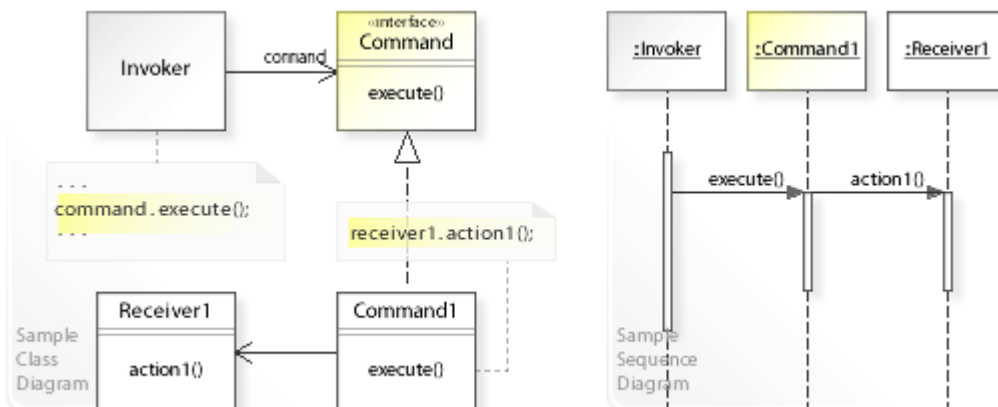 Invoker
command
«interface»
Command
execute()
- - -
command.execute();
- - -
receiver1.action1();
Receiver1
action1()
Command1
execute()
Sample
Class
Diagram
:Invoker
:Command1
:Receiver1
execute()
action1()
Sample
Sequence
Diagram